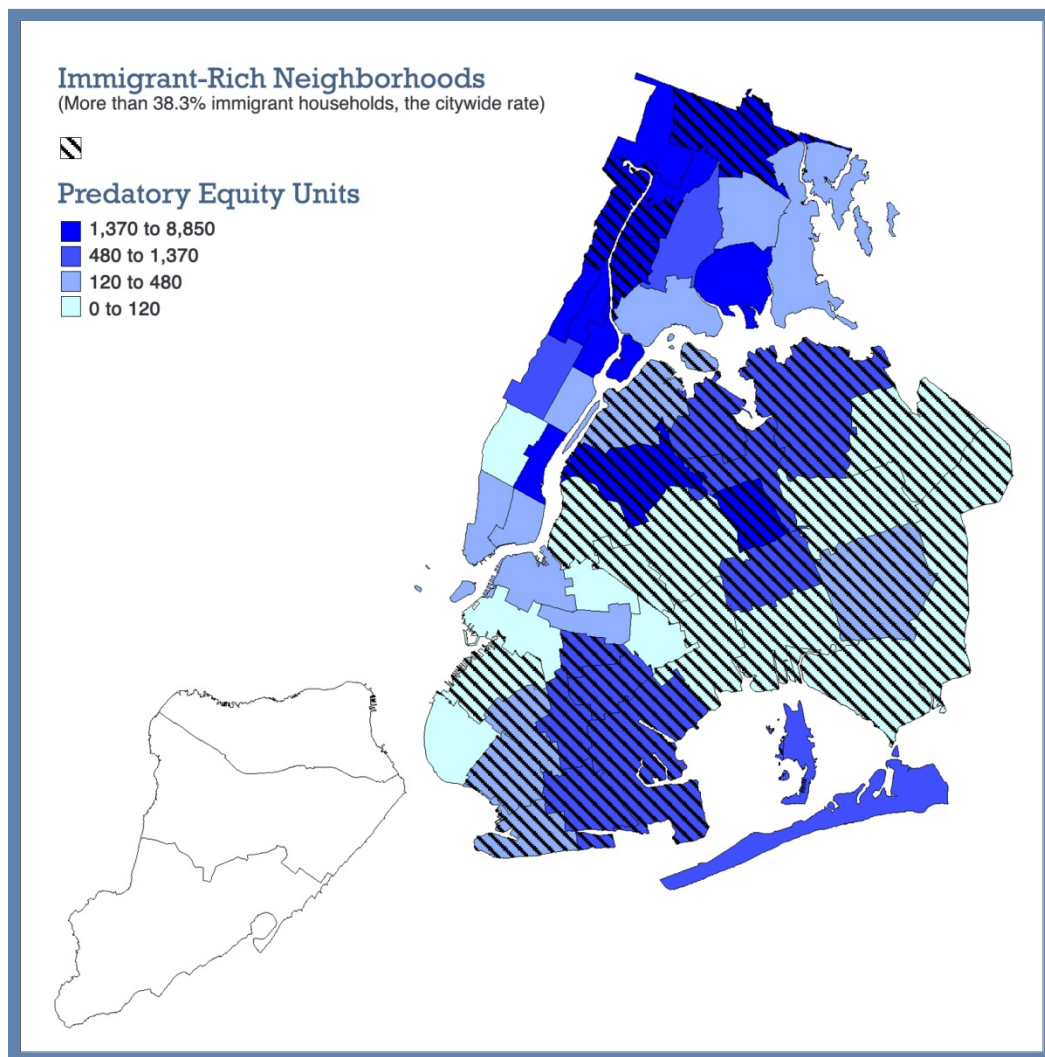 Immigrant-Rich Neighborhoods
(More than 38.3% immigrant households, the citywide rate)
Predatory Equity Units
1,370 to 8,850
480 to 1,370
120 to 480
0 to 120